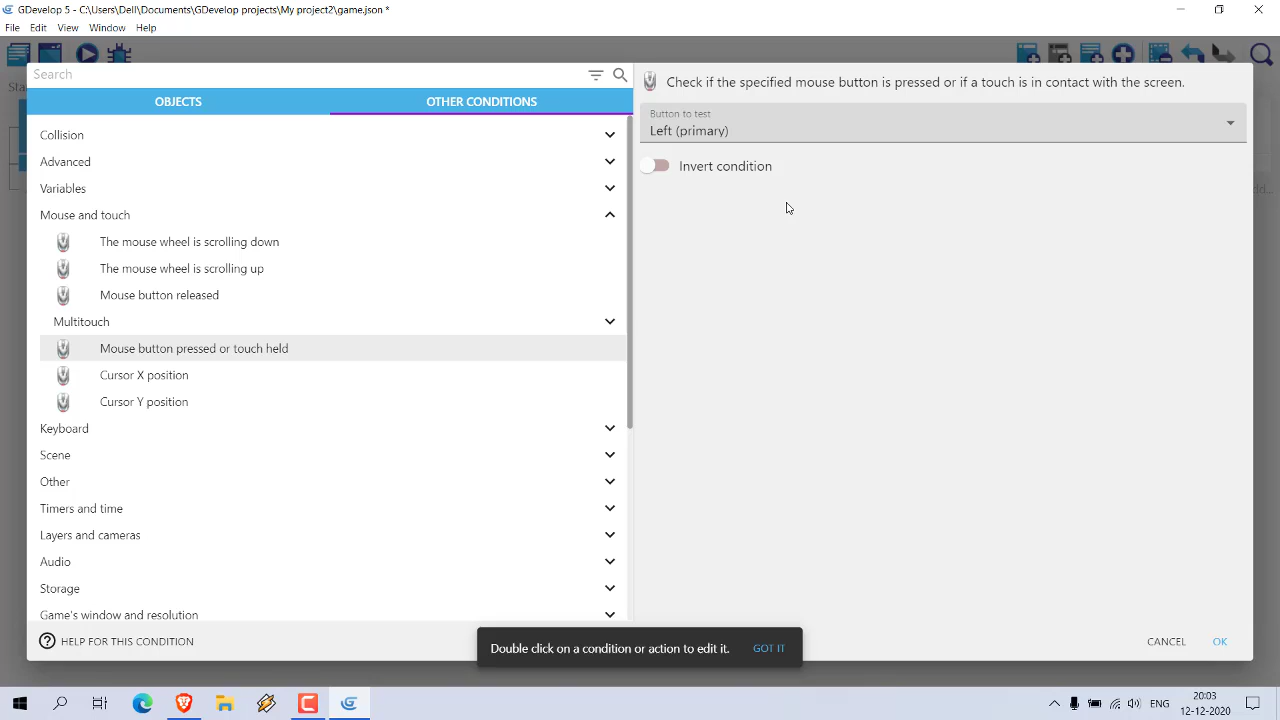 GDevelop 5 - C:\Users\Dell\Documents\GDevelop projects\My project2\game.json *
File Edit View Window Help
Search
OBJECTS OTHER CONDITIONS
Collision
Advanced
Variables
Mouse and touch
The mouse wheel is scrolling down
The mouse wheel is scrolling up
Mouse button released
Multitouch
Mouse button pressed or touch held
Cursor X position
Cursor Y position
Keyboard
Scene
Other
Timers and time
Layers and cameras
Audio
Storage
Game's window and resolution
Check if the specified mouse button is pressed or if a touch is in contact with the screen.
Button to test
Left (primary)
Invert condition
HELP FOR THIS CONDITION
Double click on a condition or action to edit it. GOT IT
CANCEL OK
ENG
20:03
12-12-2020